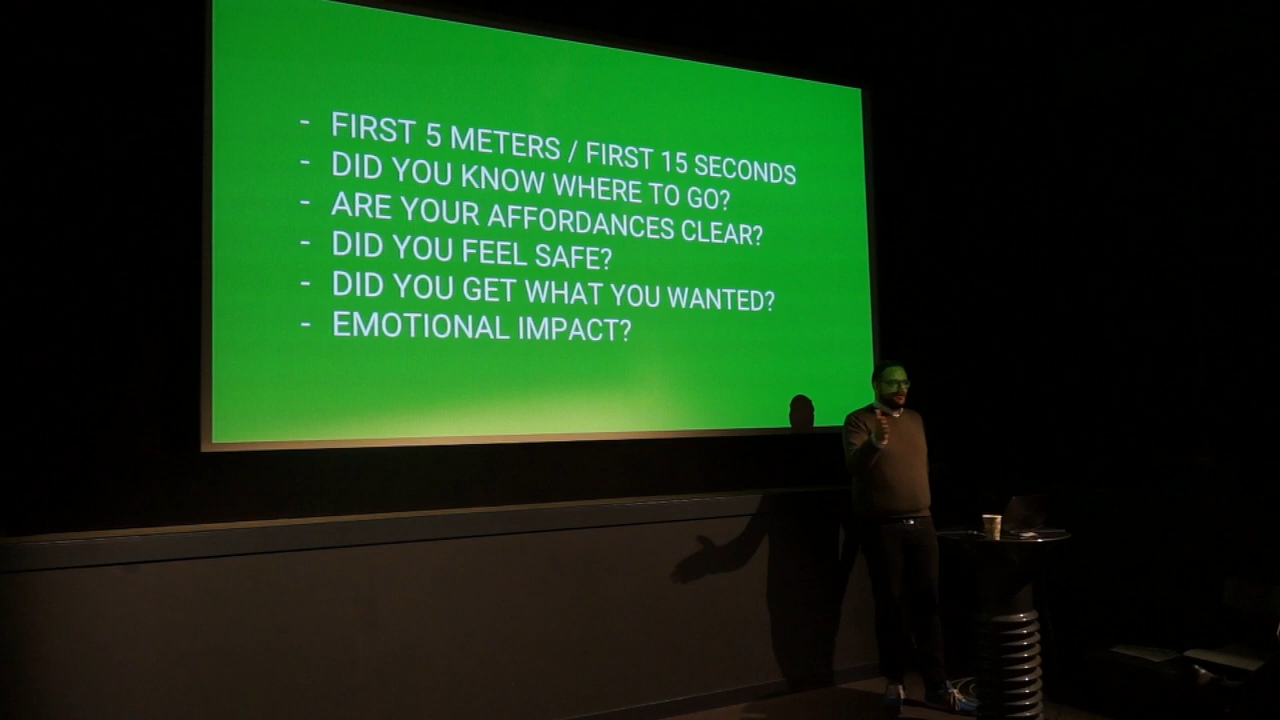 - FIRST 5 METERS / FIRST 15 SECONDS
- DID YOU KNOW WHERE TO GO?
- ARE YOUR AFFORDANCES CLEAR?
- DID YOU FEEL SAFE?
- DID YOU GET WHAT YOU WANTED?
- EMOTIONAL IMPACT?